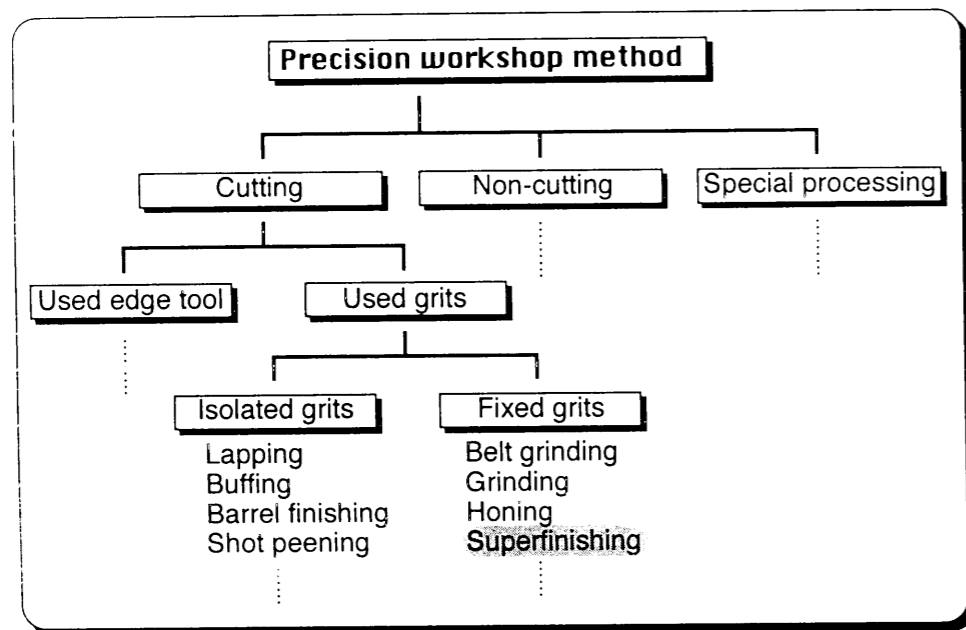 Precision workshop method
Cutting
Non-cutting
Special processing
Used edge tool
Used grits
Isolated grits
Fixed grits
Lapping
Buffing
Barrel finishing
Shot peening
Belt grinding
Grinding
Honing
Superfinishing